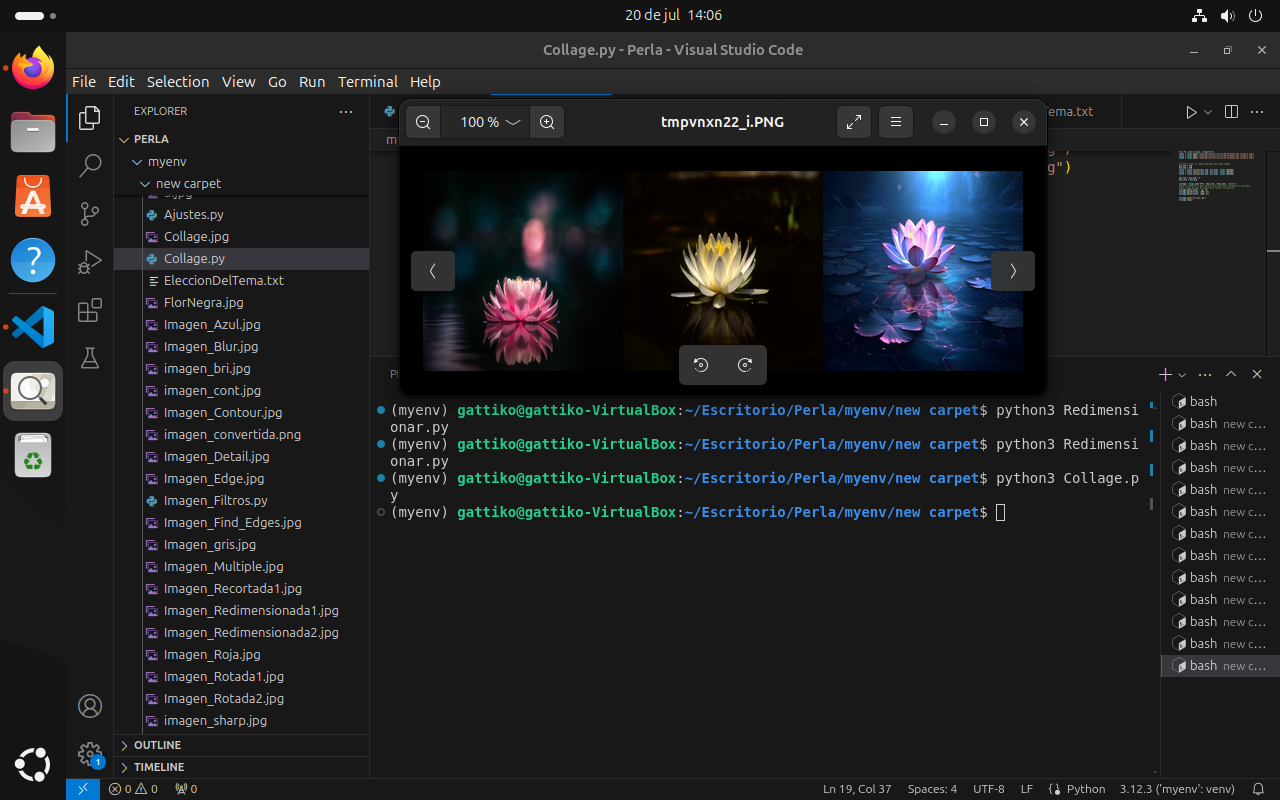 20 de jul 14:06
Collage.py - Perla - Visual Studio Code
File Edit Selection View Go Run Terminal Help
EXPLORER
PERLA
myenv
new carpet
Ajustes.py
Collage.jpg
Collage.py
EleccionDelTema.txt
FlorNegra.jpg
Imagen_Azul.jpg
Imagen_Blur.jpg
imagen_bri.jpg
imagen_cont.jpg
Imagen_Contour.jpg
imagen_convertida.png
Imagen_Detail.jpg
Imagen_Edge.jpg
Imagen_Filtros.py
Imagen_Find_Edges.jpg
Imagen_gris.jpg
Imagen_Multiple.jpg
Imagen_Recortada1.jpg
Imagen_Redimensionada1.jpg
Imagen_Redimensionada2.jpg
Imagen_Roja.jpg
Imagen_Rotada1.jpg
Imagen_Rotada2.jpg
imagen_sharp.jpg
OUTLINE
TIMELINE
100 %
tmpvnxn22_i.PNG
ema.txt
g")
(myenv) gattiko@gattiko-VirtualBox:~/Escritorio/Perla/myenv/new carpet$ python3 Redimensi
onar.py
(myenv) gattiko@gattiko-VirtualBox:~/Escritorio/Perla/myenv/new carpet$ python3 Redimensi
onar.py
(myenv) gattiko@gattiko-VirtualBox:~/Escritorio/Perla/myenv/new carpet$ python3 Collage.p
y
(myenv) gattiko@gattiko-VirtualBox:~/Escritorio/Perla/myenv/new carpet$
bash
bash new c...
bash new c...
bash new c...
bash new c...
bash new c...
bash new c...
bash new c...
bash new c...
bash new c...
bash new c...
bash new c...
bash new c...
1
0 0 0
Ln 19, Col 37 Spaces: 4 UTF-8 LF Python 3.12.3 ('myenv': venv)